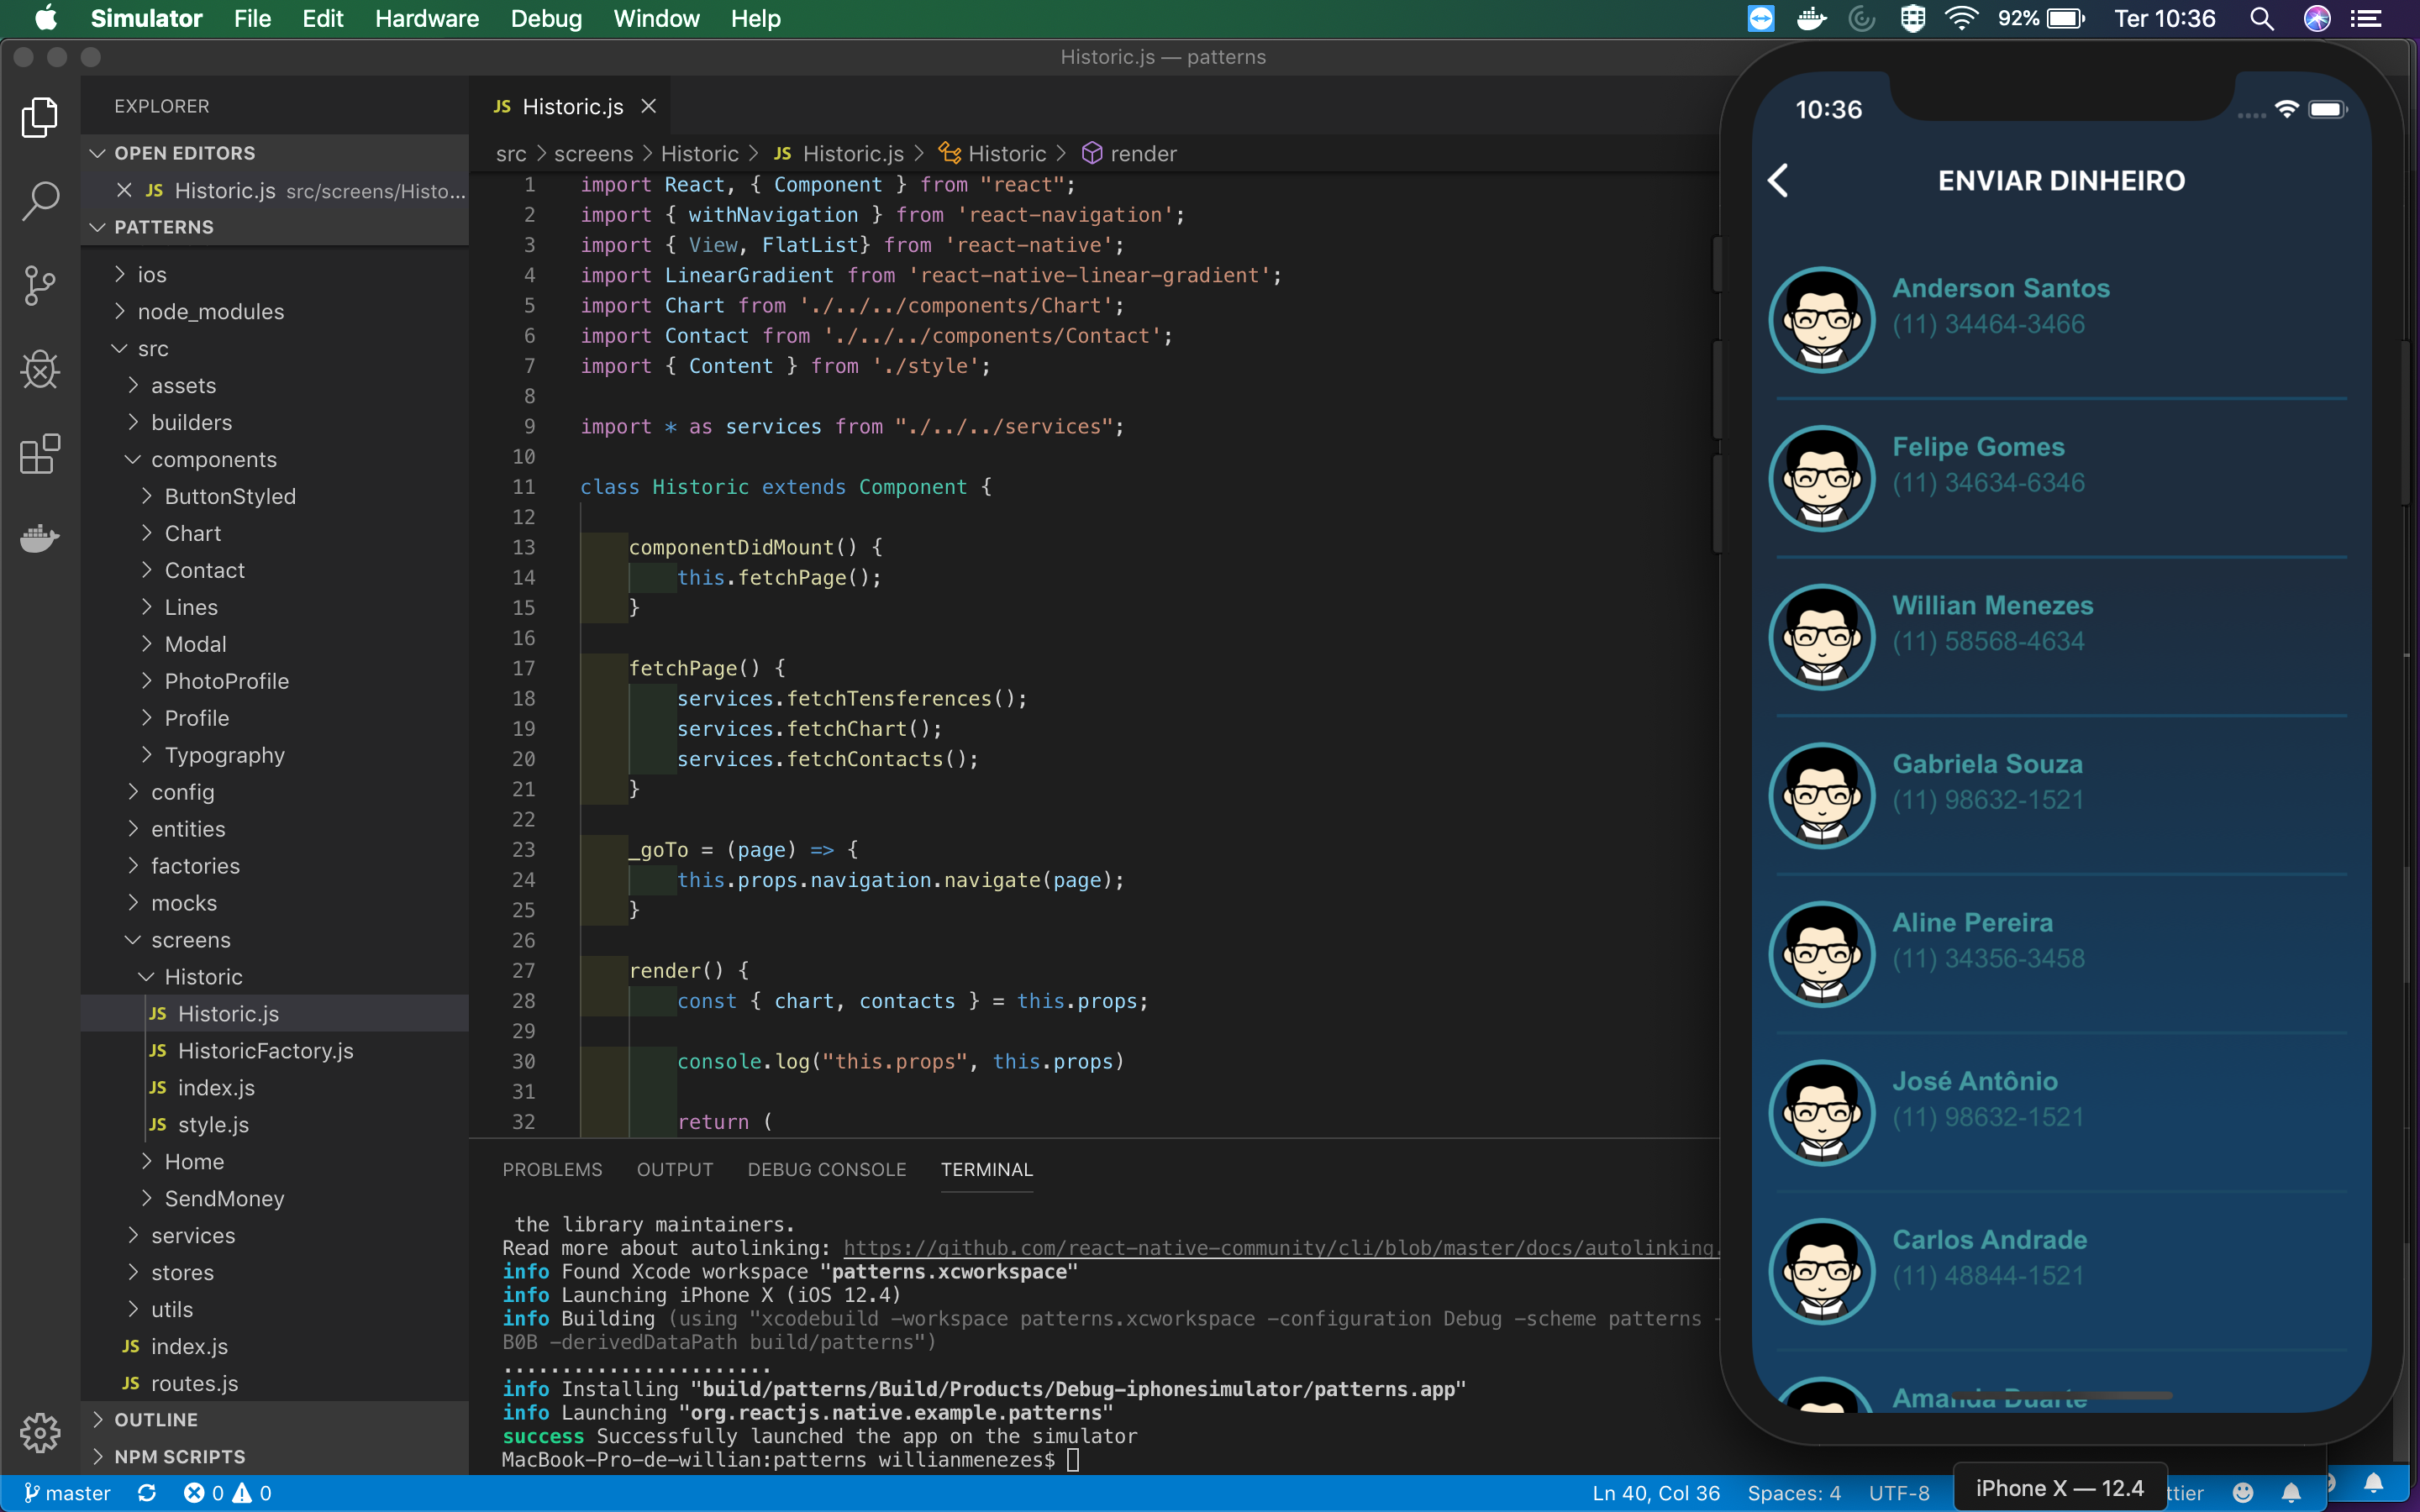 Simulator File Edit Hardware Debug Window Help
92% Ter 10:36
Historic.js — patterns
EXPLORER
OPEN EDITORS
JS Historic.js src/screens/Histo...
PATTERNS
ios
node_modules
src
assets
builders
components
ButtonStyled
Chart
Contact
Lines
Modal
PhotoProfile
Profile
Typography
config
entities
factories
mocks
screens
Historic
JS Historic.js
JS HistoricFactory.js
JS index.js
JS style.js
Home
SendMoney
services
stores
utils
JS index.js
JS routes.js
OUTLINE
NPM SCRIPTS
JS Historic.js
src > screens > Historic > JS Historic.js > Historic > render
1 import React, { Component } from "react";
2 import { withNavigation } from 'react-navigation';
3 import { View, FlatList} from 'react-native';
4 import LinearGradient from 'react-native-linear-gradient';
5 import Chart from './../../components/Chart';
6 import Contact from './../../components/Contact';
7 import { Content } from './style';
8
9 import * as services from "./../../services";
10
11 class Historic extends Component {
12
13 componentDidMount() {
14 this.fetchPage();
15 }
16
17 fetchPage() {
18 services.fetchTensferences();
19 services.fetchChart();
20 services.fetchContacts();
21 }
22
23 _goTo = (page) => {
24 this.props.navigation.navigate(page);
25 }
26
27 render() {
28 const { chart, contacts } = this.props;
29
30 console.log("this.props", this.props)
31
32 return (
PROBLEMS OUTPUT DEBUG CONSOLE TERMINAL
the library maintainers.
Read more about autolinking: https://github.com/react-native-community/cli/blob/master/docs/autolinking.
info Found Xcode workspace "patterns.xcworkspace"
info Launching iPhone X (iOS 12.4)
info Building (using "xcodebuild -workspace patterns.xcworkspace -configuration Debug -scheme patterns -
B0B -derivedDataPath build/patterns")
.......................
info Installing "build/patterns/Build/Products/Debug-iphonesimulator/patterns.app"
info Launching "org.reactjs.native.example.patterns"
success Successfully launched the app on the simulator
MacBook-Pro-de-willian:patterns willianmenezes$
master 0 0
Ln 40, Col 36 Spaces: 4 UTF-8
10:36
ENVIAR DINHEIRO
Anderson Santos
(11) 34464-3466
Felipe Gomes
(11) 34634-6346
Willian Menezes
(11) 58568-4634
Gabriela Souza
(11) 98632-1521
Aline Pereira
(11) 34356-3458
José Antônio
(11) 98632-1521
Carlos Andrade
(11) 48844-1521
Amanda Duarte
iPhone X — 12.4